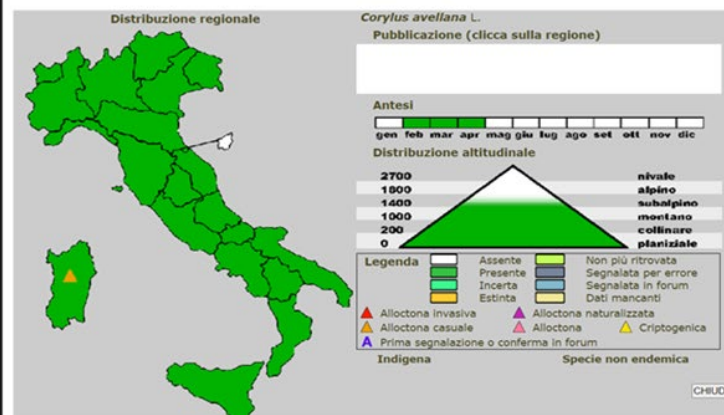 Distribuzione regionale
Corylus avellana L.
Pubblicazione (clicca sulla regione)
Antesi
gen feb mar apr mag giu lug ago set ott nov dic
Distribuzione altitudinale
2700 nivale
1800 alpino
1400 subalpino
1000 montano
200 collinare
0 planiziale
Legenda
Assente Non più ritrovata
Presente Segnalata per errore
Incerta Segnalata in forum
Estinta Dati mancanti
Alloctona invasiva Alloctona naturalizzata
Alloctona casuale Alloctona Criptogenica
A Prima segnalazione o conferma in forum
Indigena Specie non endemica
CHIUD